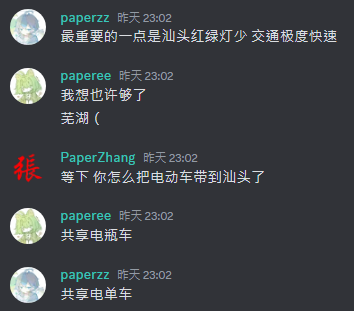 paperzz 昨天 23:02
最重要的一点是汕头红绿灯少 交通极度快速
paperee 昨天 23:02
我想也许够了
芜湖（
張
PaperZhang 昨天 23:02
等下 你怎么把电动车带到汕头了
paperee 昨天 23:02
共享电瓶车
paperzz 昨天 23:02
共享电单车